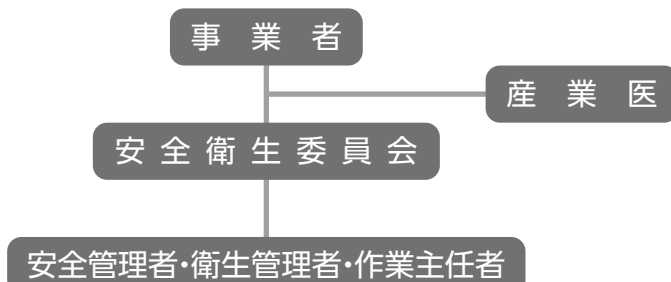 事業者
産業医
安全衛生委員会
安全管理者・衛生管理者・作業主任者